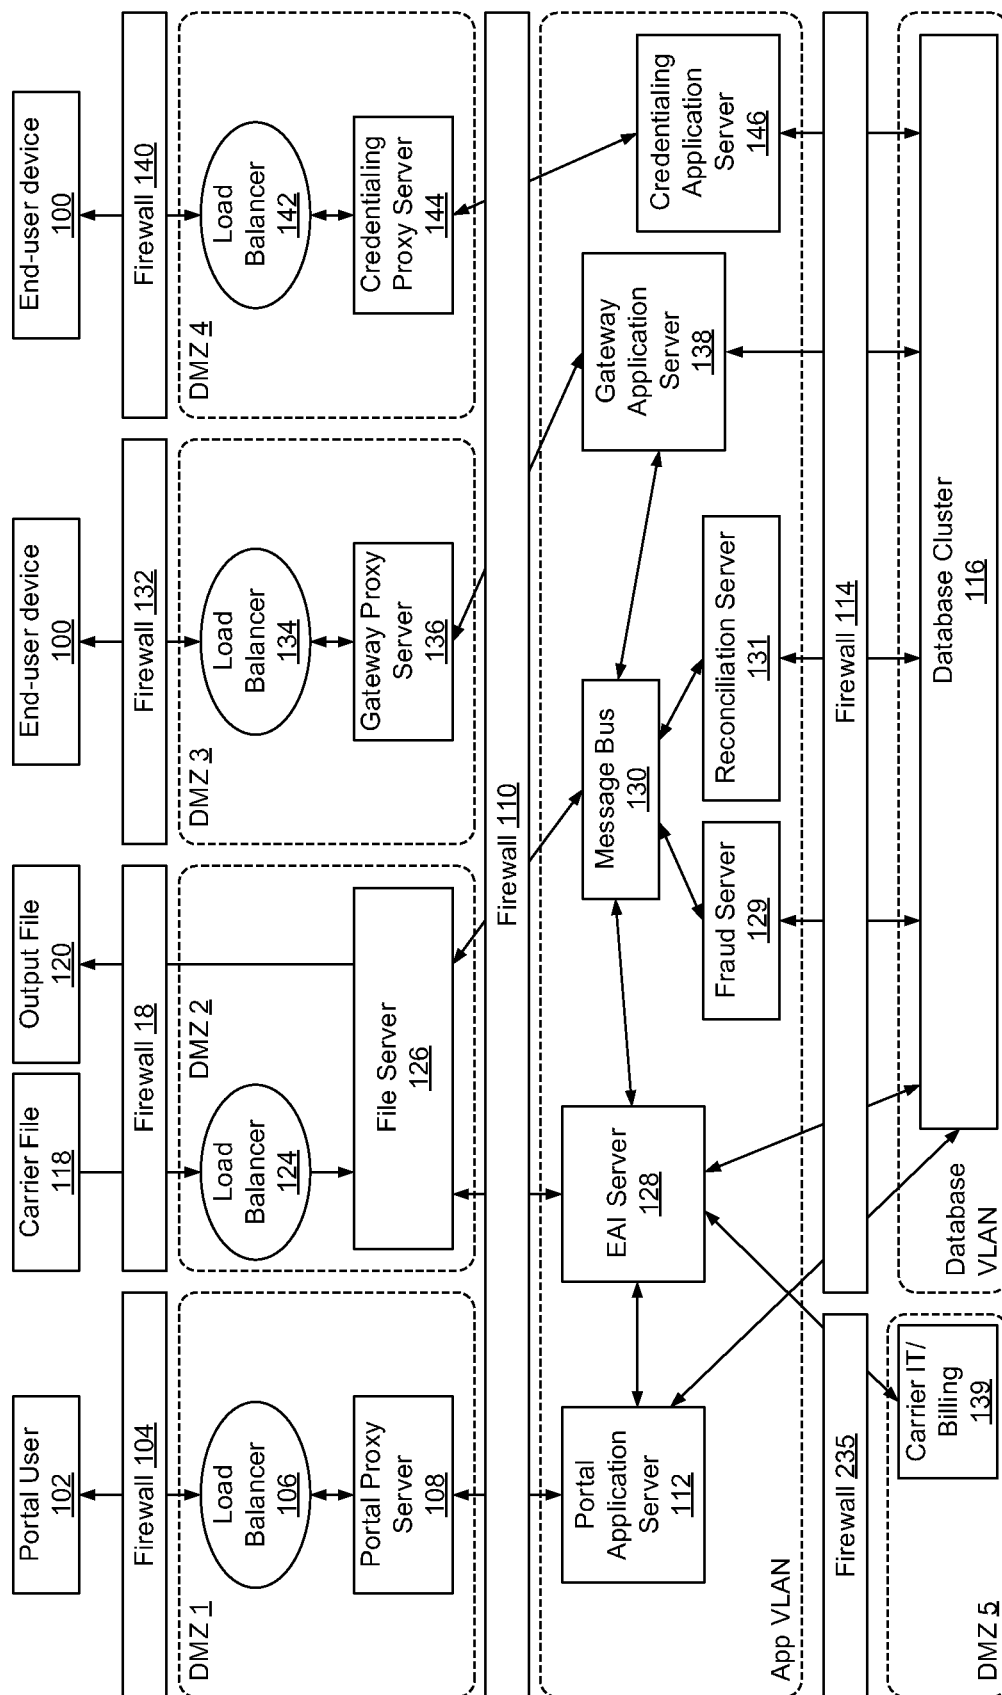 Portal User
102
Carrier File
118
Output File
120
End-user device
100
End-user device
100
Firewall 104
Firewall 18
Firewall 132
Firewall 140
DMZ 1
Load
Balancer
106
Portal Proxy
Server
108
DMZ 2
Load
Balancer
124
File Server
126
DMZ 3
Load
Balancer
134
Gateway Proxy
Server
136
DMZ 4
Load
Balancer
142
Credentialing
Proxy Server
144
Firewall 110
App VLAN
Portal
Application
Server
112
EAI Server
128
Message Bus
130
Fraud Server
129
Reconciliation Server
131
Gateway
Application
Server
138
Credentialing
Application
Server
146
Firewall 235
Firewall 114
DMZ 5
Carrier IT/
Billing
139
Database
VLAN
Database Cluster
116